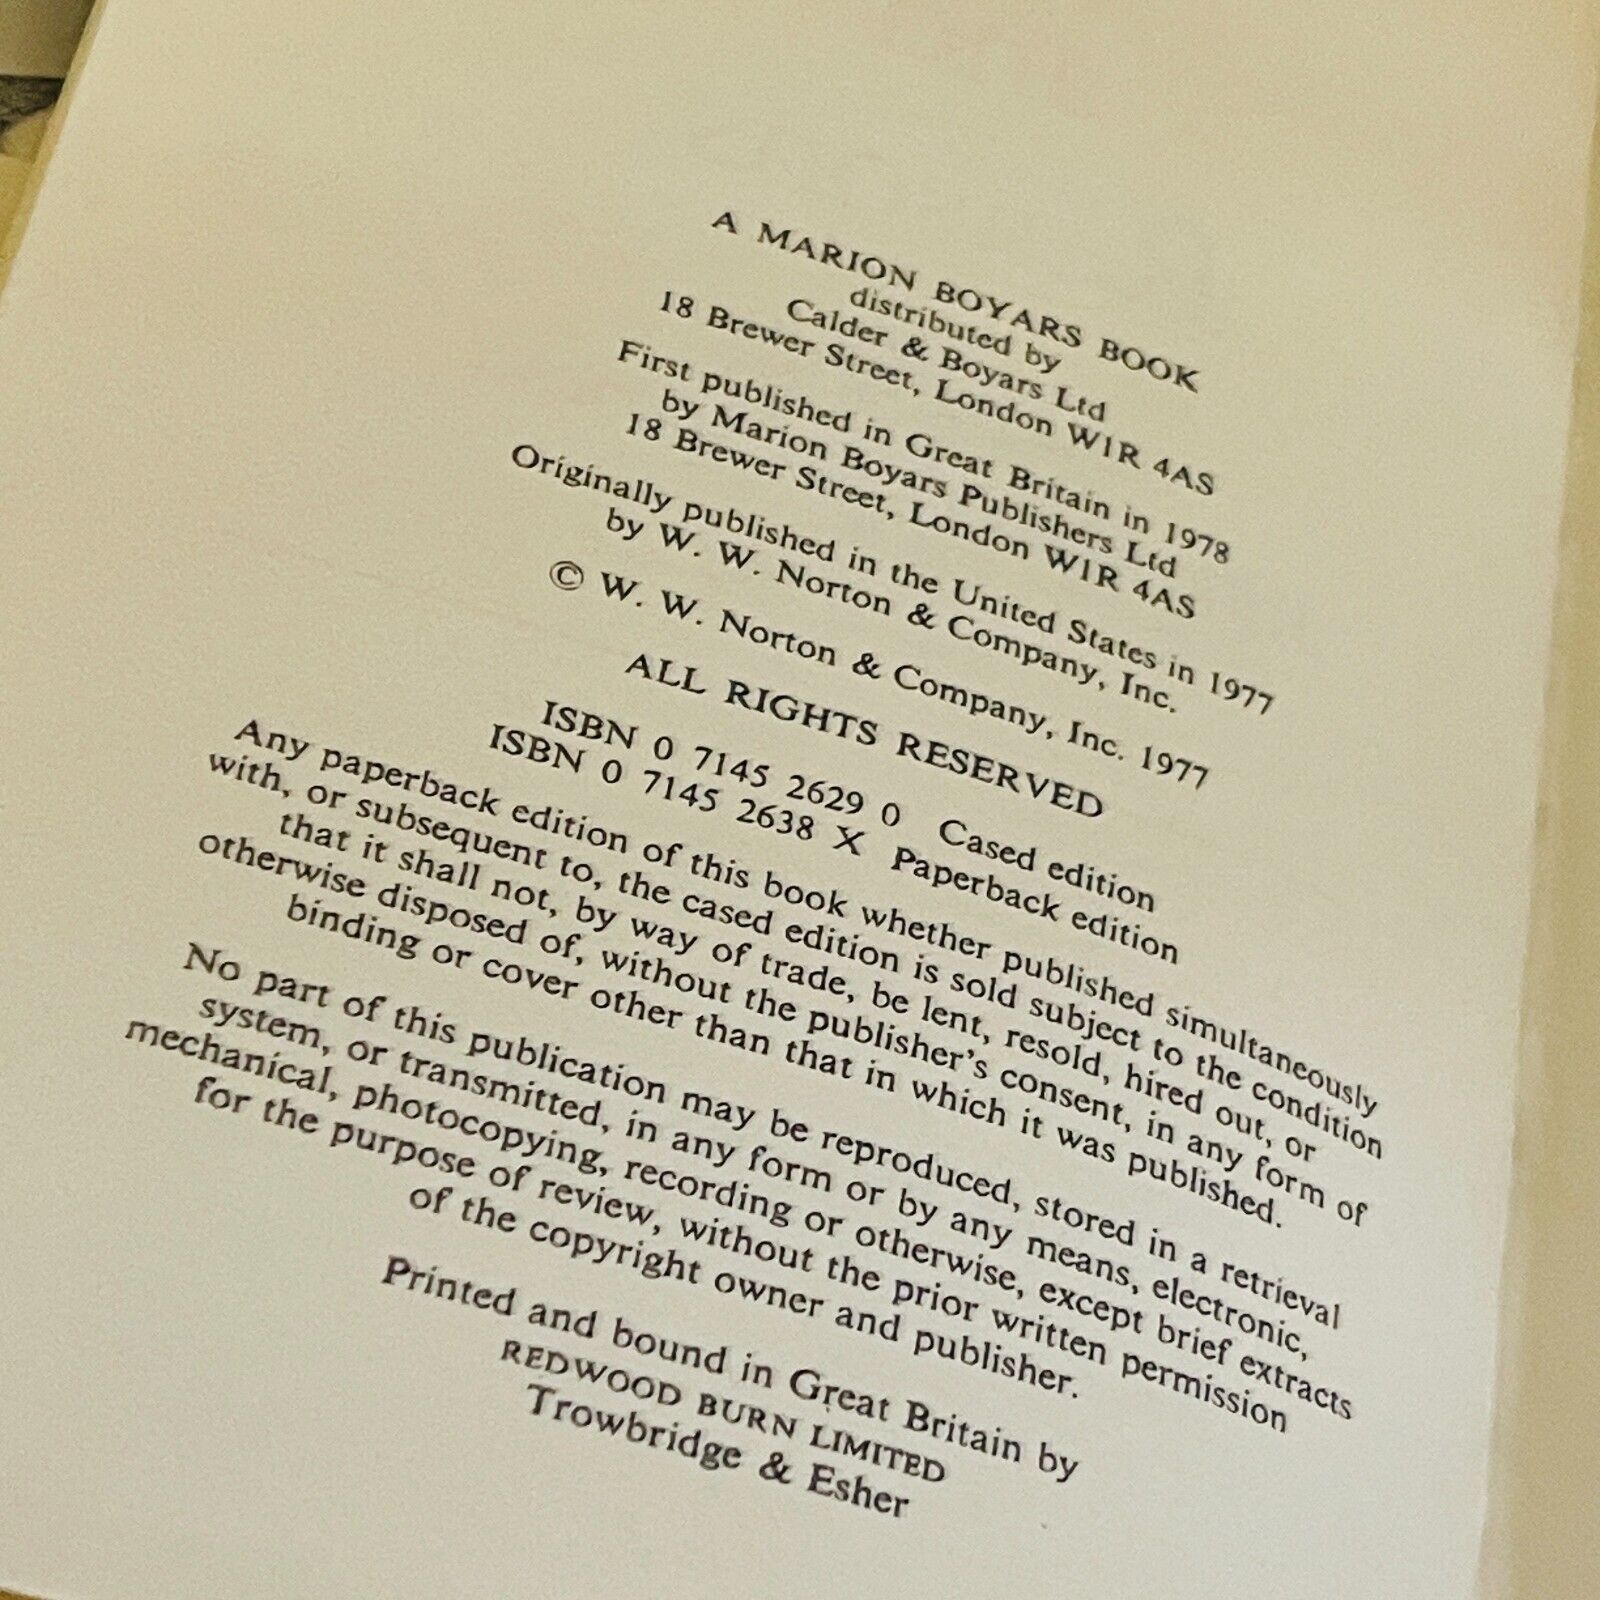 A MARION BOYARS BOOK
distributed by
Calder & Boyars Ltd
18 Brewer Street, London W1R 4AS
First published in Great Britain in 1978
by Marion Boyars Publishers Ltd
18 Brewer Street, London W1R 4AS
Originally published in the United States in 1977
by W. W. Norton & Company, Inc.
© W. W. Norton & Company, Inc. 1977
ALL RIGHTS RESERVED
ISBN 0 7145 2629 0 Cased edition
ISBN 0 7145 2638 X Paperback edition
Any paperback edition of this book whether published simultaneously
with, or subsequent to, the cased edition is sold subject to the condition
that it shall not, by way of trade, be lent, resold, hired out, or
otherwise disposed of, without the publisher's consent, in any form of
binding or cover other than that in which it was published.
No part of this publication may be reproduced, stored in a retrieval
system, or transmitted, in any form or by any means, electronic,
mechanical, photocopying, recording or otherwise, except brief extracts
for the purpose of review, without the prior written permission
of the copyright owner and publisher.
Printed and bound in Great Britain by
REDWOOD BURN LIMITED
Trowbridge & Esher